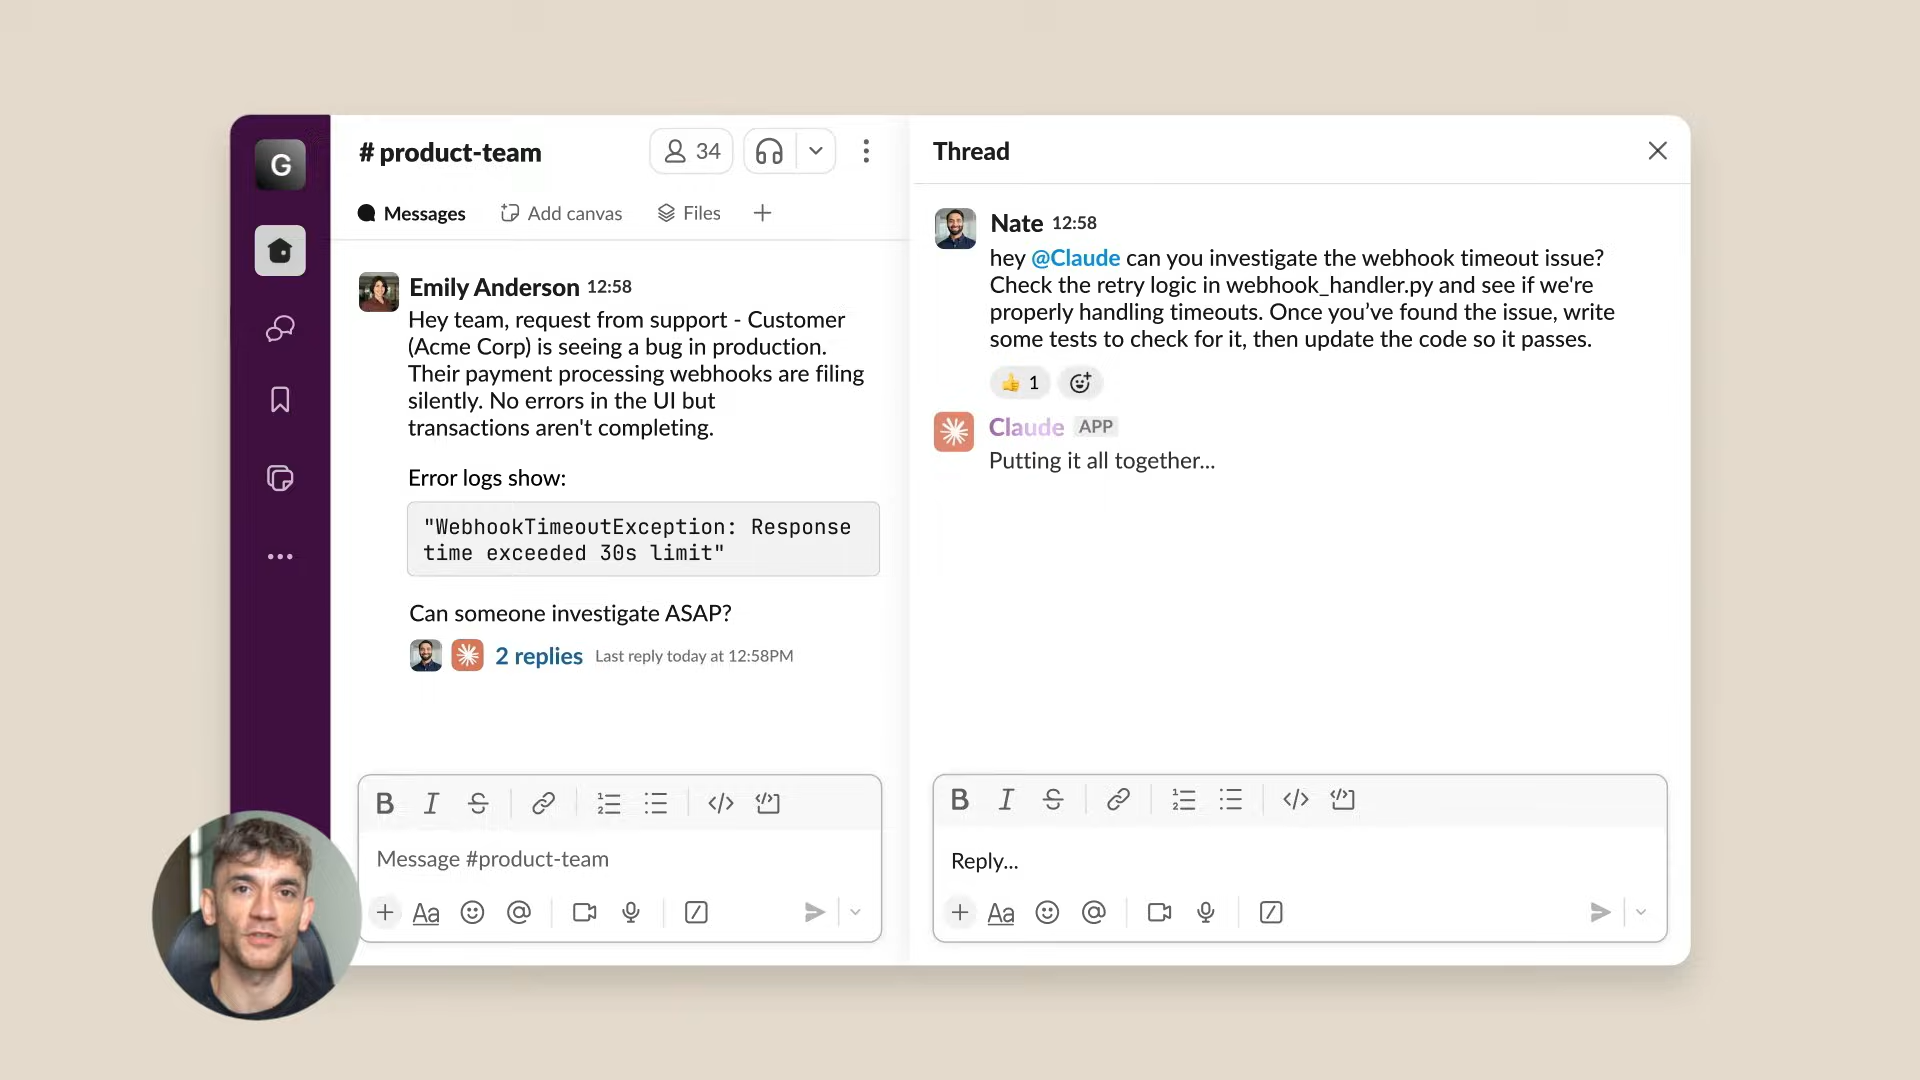 G
# product-team
34
Messages
Add canvas
Files
Emily Anderson 12:58
Hey team, request from support - Customer
(Acme Corp) is seeing a bug in production.
Their payment processing webhooks are filing
silently. No errors in the UI but
transactions aren't completing.
Error logs show:
"WebhookTimeoutException: Response
time exceeded 30s limit"
Can someone investigate ASAP?
2 replies Last reply today at 12:58PM
B I S
Message #product-team
Aa
Thread
Nate 12:58
hey @Claude can you investigate the webhook timeout issue?
Check the retry logic in webhook_handler.py and see if we're
properly handling timeouts. Once you’ve found the issue, write
some tests to check for it, then update the code so it passes.
👍 1
Claude APP
Putting it all together...
B I S
Reply...
Aa